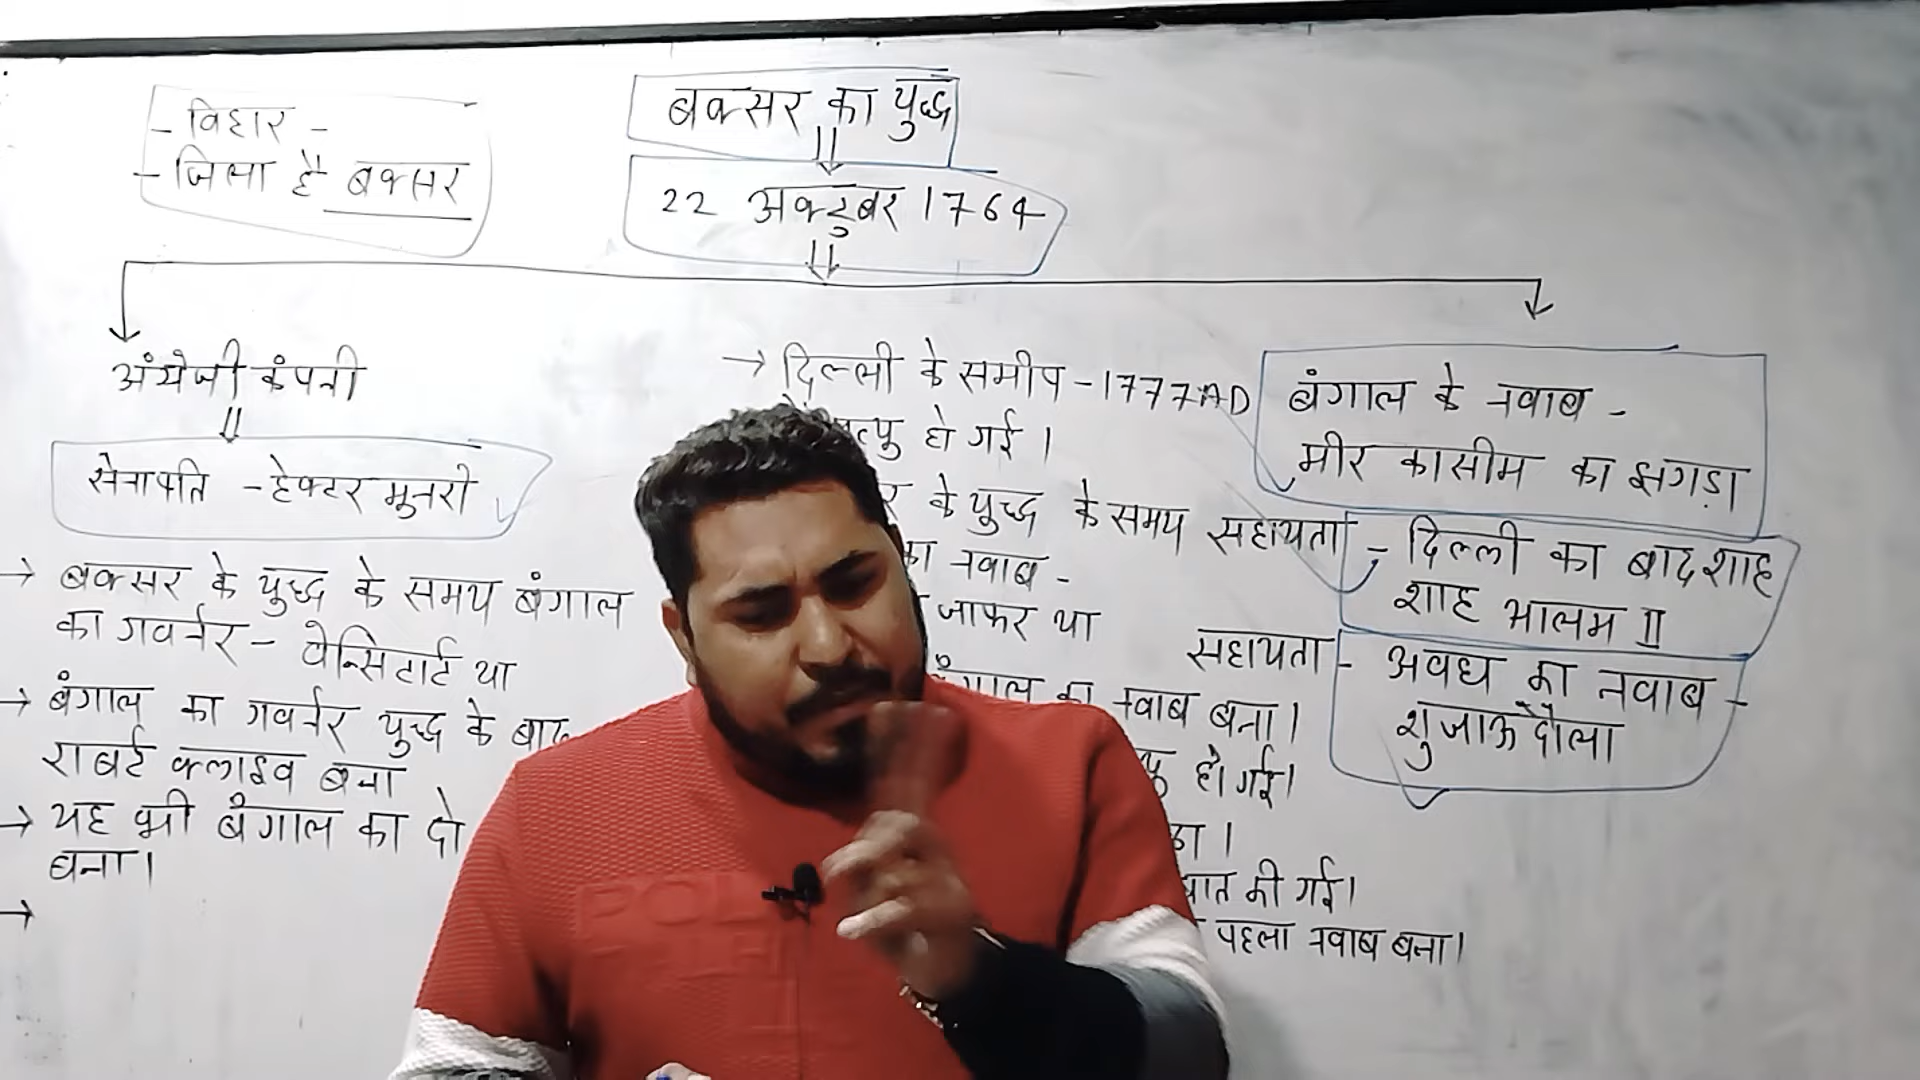 - बिहार -
- जिला है बक्सर
बक्सर का युद्ध
22 अक्टुबर 1764
अंग्रेजी कंपनी
सेनापति - हेक्टर मुनरो
→ बक्सर के युद्ध के समय बंगाल
का गवर्नर - वेन्सिटार्ट था
→ बंगाल का गवर्नर युद्ध के बाद
राबर्ट क्लाइव बना
→ यह भी बंगाल का दो
बना।
→
→ दिल्ली के समीप - 1777AD
हो गई।
के युद्ध के समय
का नवाब -
जाफर था
नवाब बना।
हो गई।
की गई।
पहला नवाब बना।
बंगाल के नवाब -
मीर कासीम का झगड़ा
सहायता - दिल्ली का बादशाह
शाह आलम II
सहायता - अवध का नवाब -
शुजाऊदौला